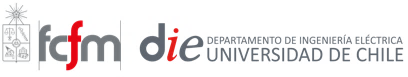 fcfm
die
DEPARTAMENTO DE INGENIERÍA ELÉCTRICA
UNIVERSIDAD DE CHILE